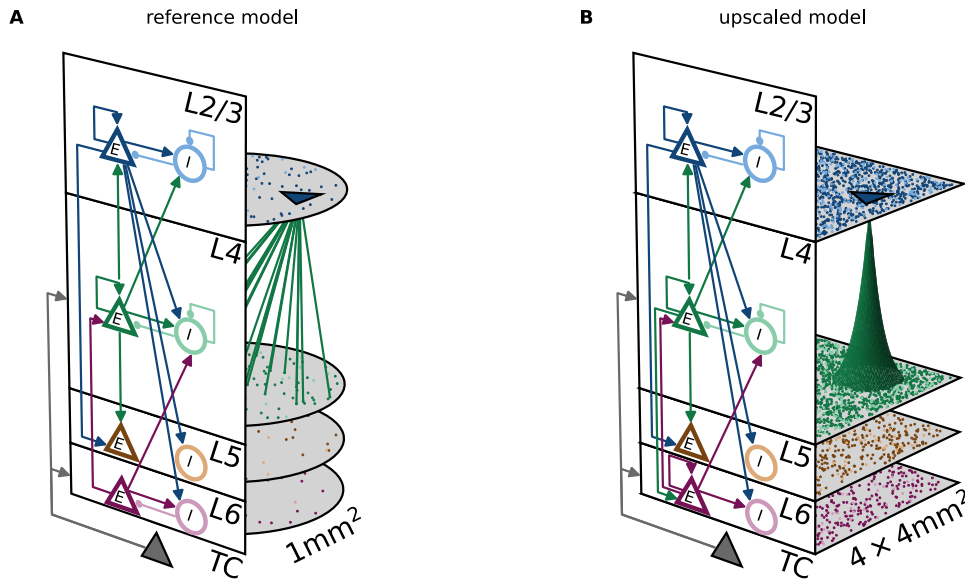 A
reference model
L2/3
E
I
L4
E
I
L5
E
I
L6
E
I
TC
1mm²
B
upscaled model
L2/3
E
I
L4
E
I
L5
E
I
L6
E
I
TC
4 × 4mm²